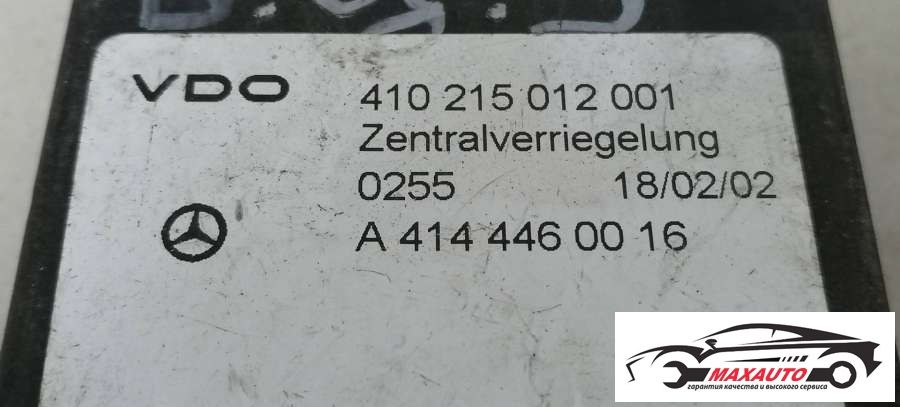 VDO
410 215 012 001
Zentralverriegelung
0255 18/02/02
A 414 446 00 16
MAXAUTO
гарантия качества и высокого сервиса